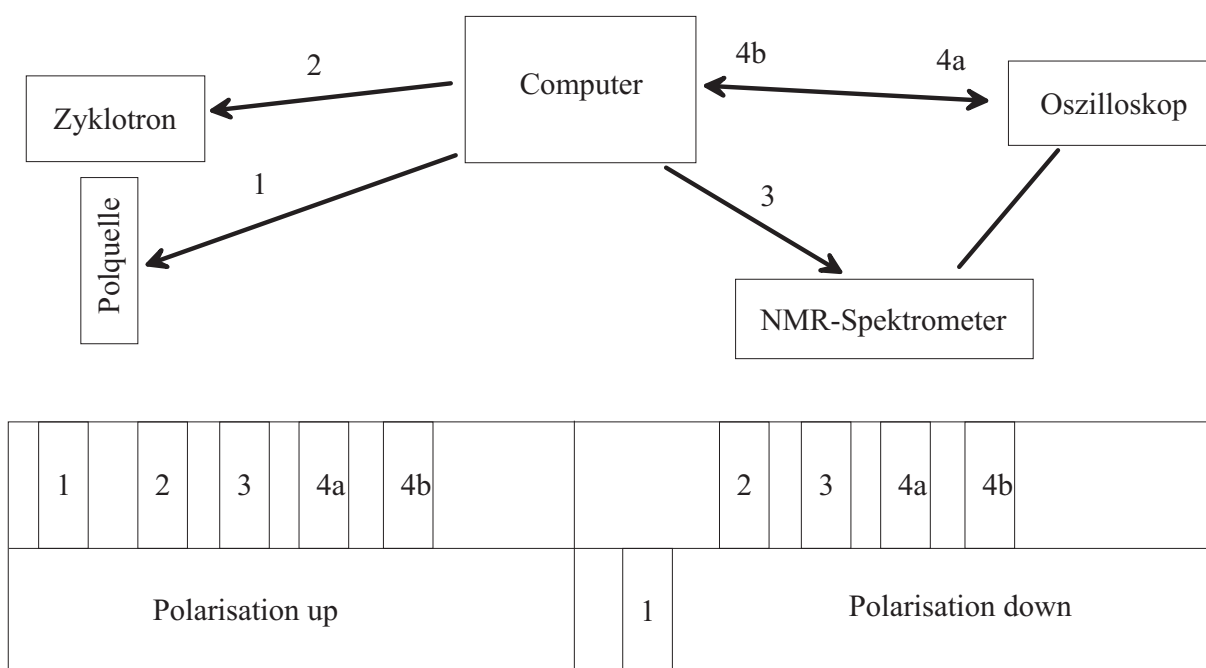 Computer
4b
4a
2
Zyklotron
Oszilloskop
1
3
Polquelle
NMR-Spektrometer
1
2
3
4a
4b
2
3
4a
4b
Polarisation up
1
Polarisation down